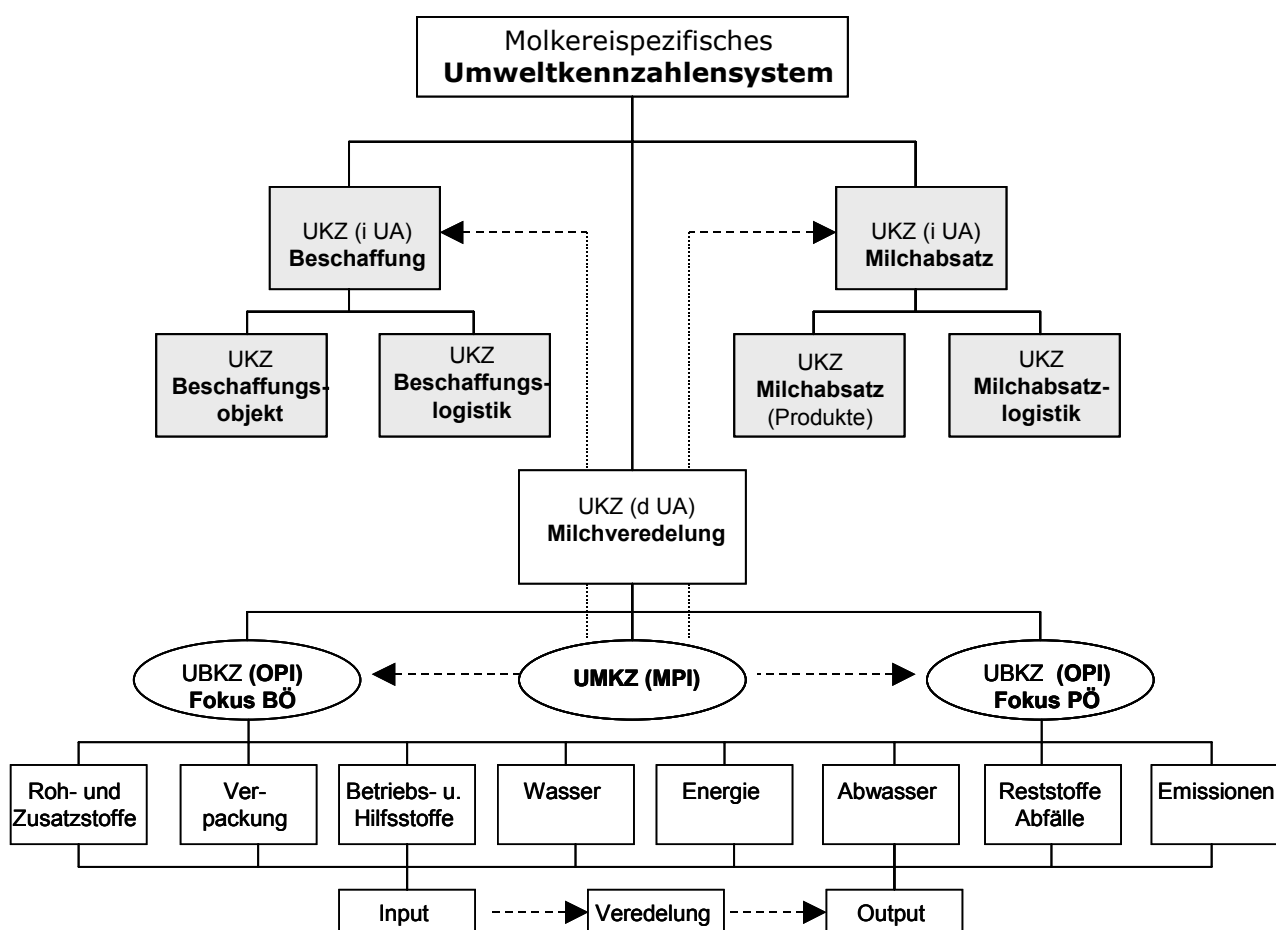 Molkereispezifisches
Umweltkennzahlensystem
UKZ (i UA)
Beschaffung
UKZ (i UA)
Milchabsatz
UKZ
Beschaffungs-
objekt
UKZ
Beschaffungs-
logistik
UKZ
Milchabsatz
(Produkte)
UKZ
Milchabsatz-
logistik
UKZ (d UA)
Milchveredelung
UBKZ (OPI)
Fokus BÖ
UMKZ (MPI)
UBKZ (OPI)
Fokus PÖ
Roh- und
Zusatzstoffe
Ver-
packung
Betriebs- u.
Hilfsstoffe
Wasser
Energie
Abwasser
Reststoffe
Abfälle
Emissionen
Input
Veredelung
Output